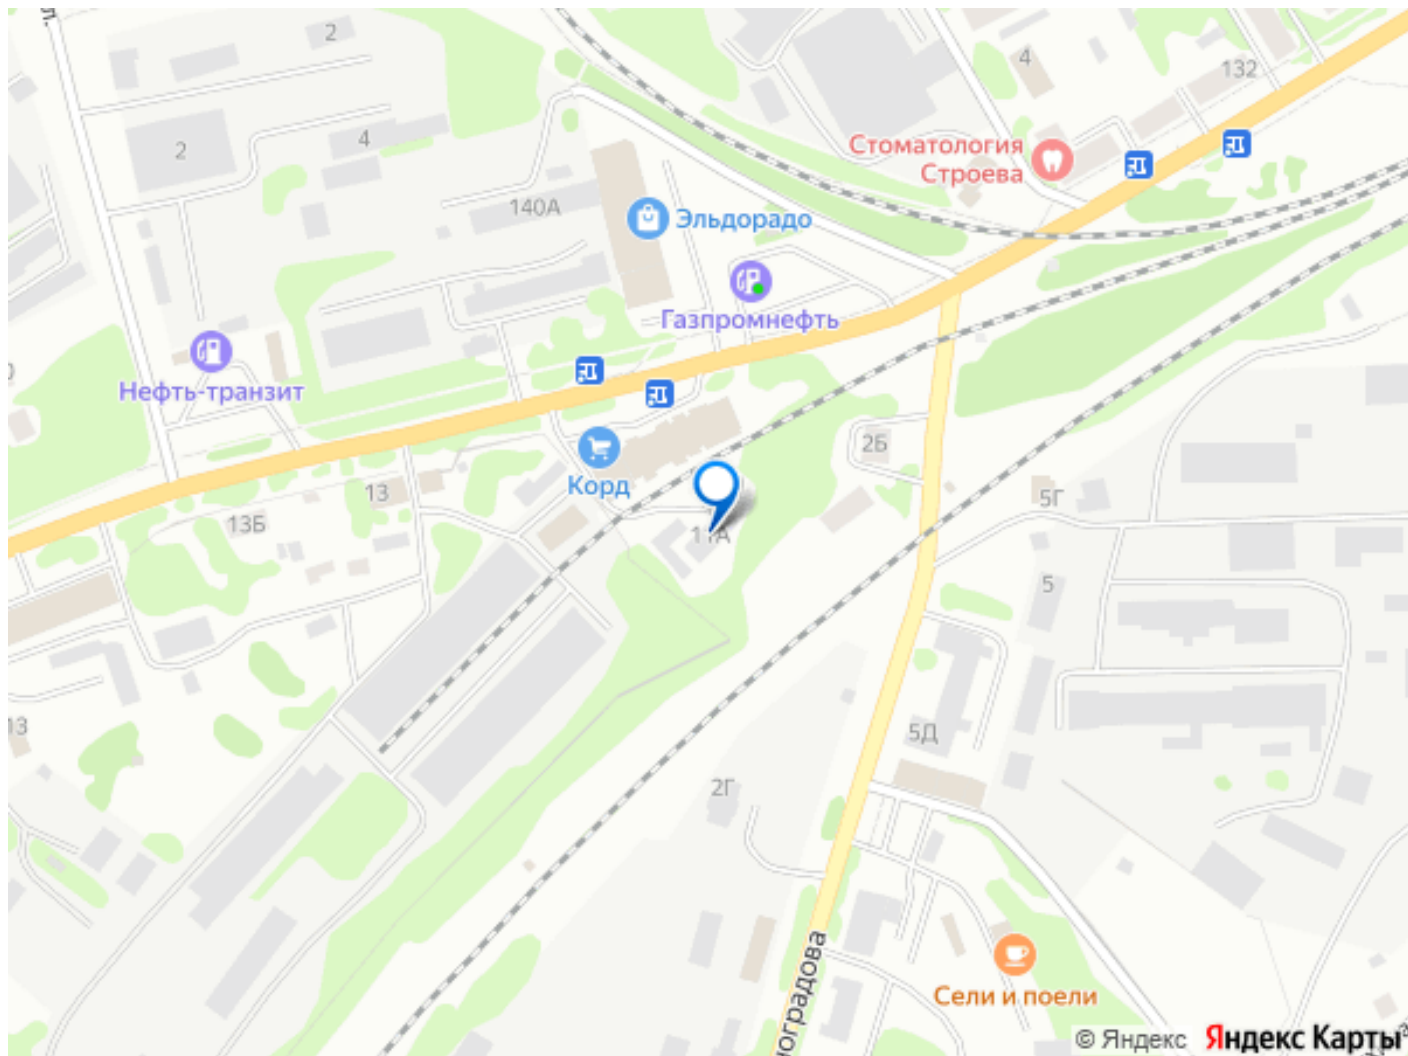 2
4
132
2
4
Стоматология
Строева
140А
Эльдорадо
Газпромнефть
Нефть-транзит
2Б
Корд
13
5Г
13Б
11А
5
13
5Д
2Г
Сели и поели
© Яндекс
Яндекс Карты